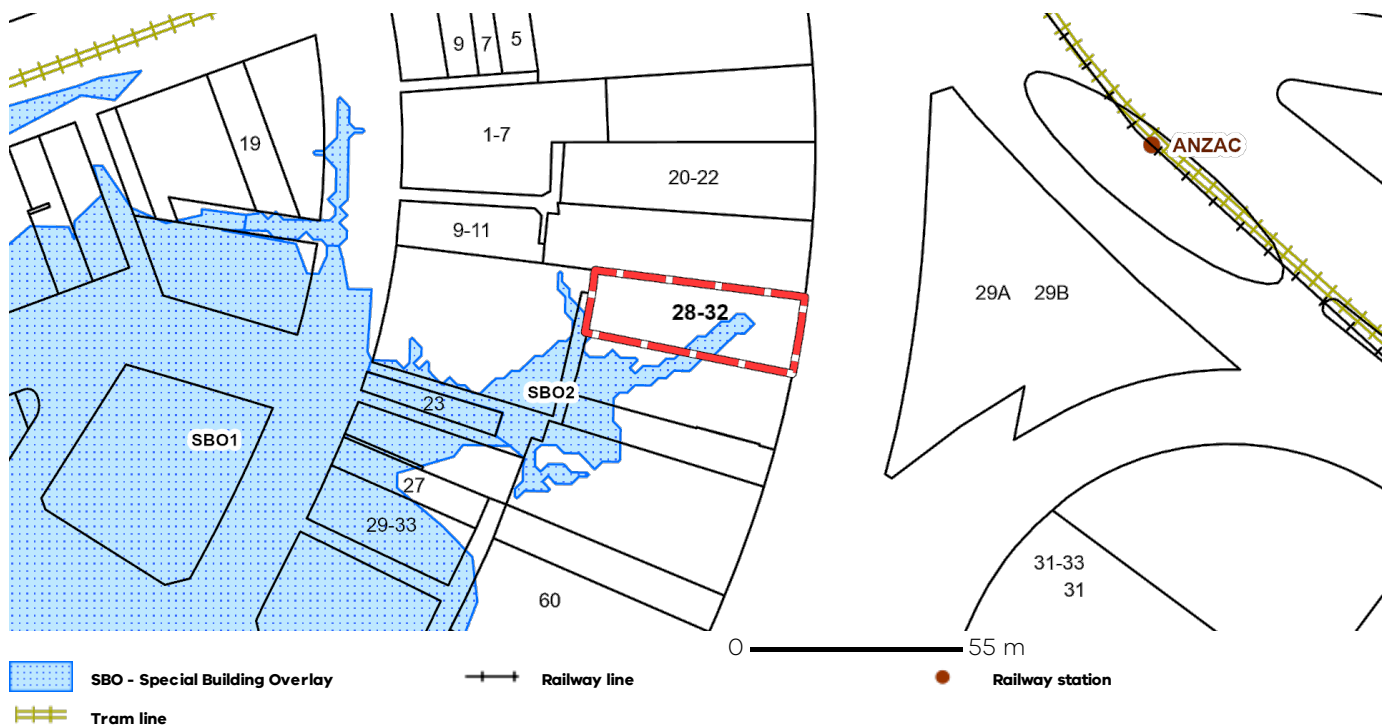 9 7 5
1-7
19
ANZAC
20-22
9-11
29A 29B
28-32
SBO2
23
SBO1
27
29-33
31-33
31
60
0 55 m
SBO - Special Building Overlay Railway line Railway station
Tram line